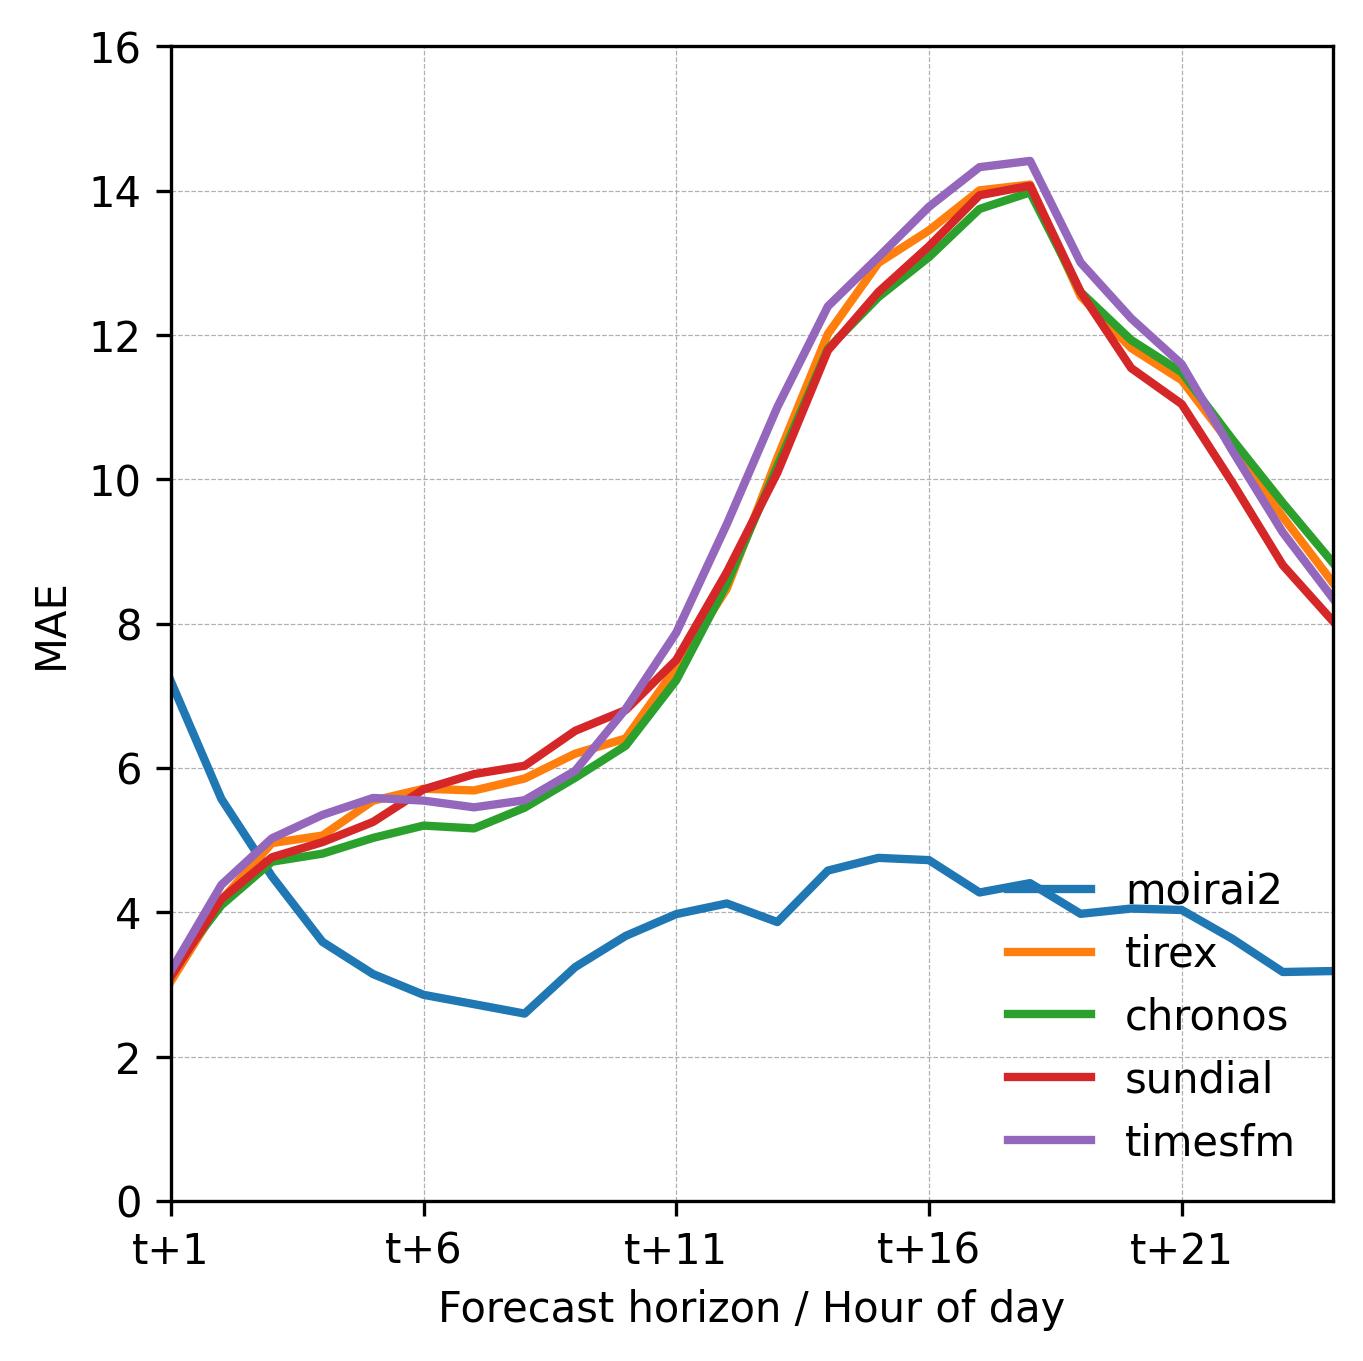 16
14
12
10
8
6
4
2
0
MAE
t+1 t+6 t+11 t+16 t+21
Forecast horizon / Hour of day
moirai2
tirex
chronos
sundial
timesfm